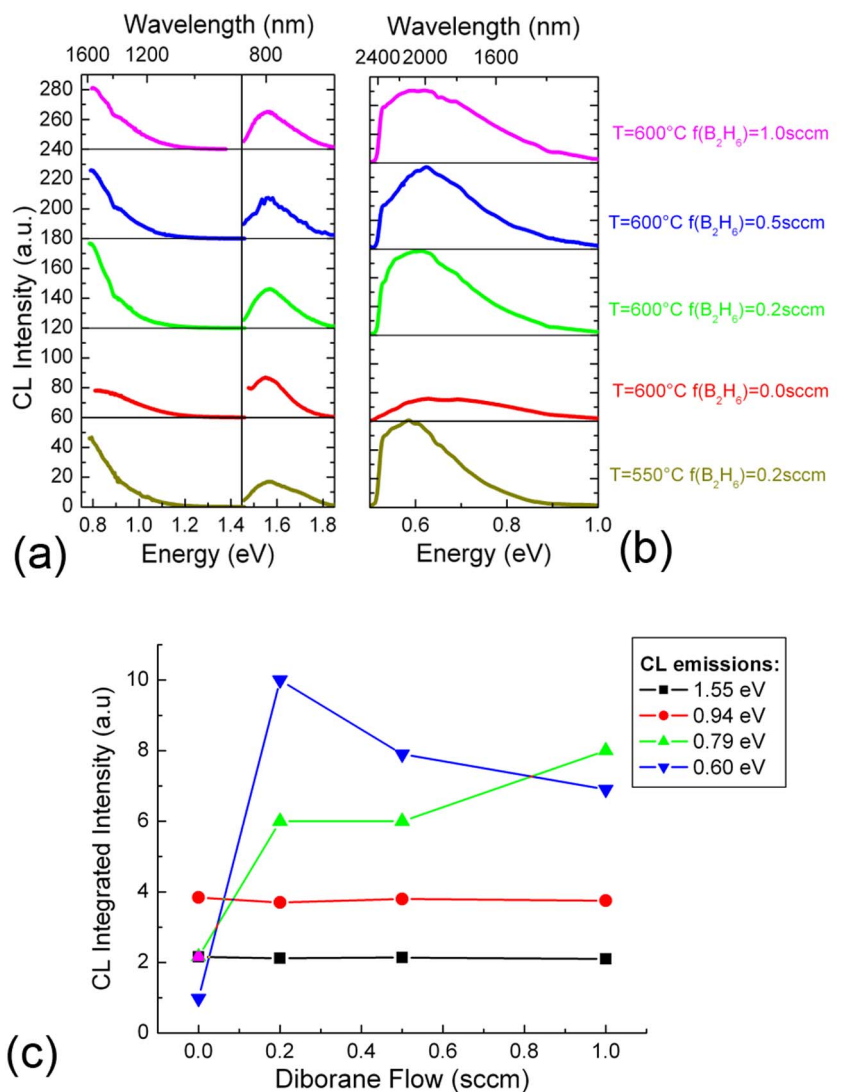 Wavelength (nm)
1600 1200 800
280
260
240
220
200
180
160
140
120
100
80
60
40
20
0
CL Intensity (a.u.)
0.8 1.0 1.2 1.4 1.6 1.8
Energy (eV)
(a)
Wavelength (nm)
2400 2000 1600
0.6 0.8 1.0
Energy (eV)
(b)
T=600°C f(B₂H₆)=1.0sccm
T=600°C f(B₂H₆)=0.5sccm
T=600°C f(B₂H₆)=0.2sccm
T=600°C f(B₂H₆)=0.0sccm
T=550°C f(B₂H₆)=0.2sccm
CL Integrated Intensity (a.u)
10
8
6
4
2
0
0.0 0.2 0.4 0.6 0.8 1.0
Diborane Flow (sccm)
(c)
CL emissions:
1.55 eV
0.94 eV
0.79 eV
0.60 eV